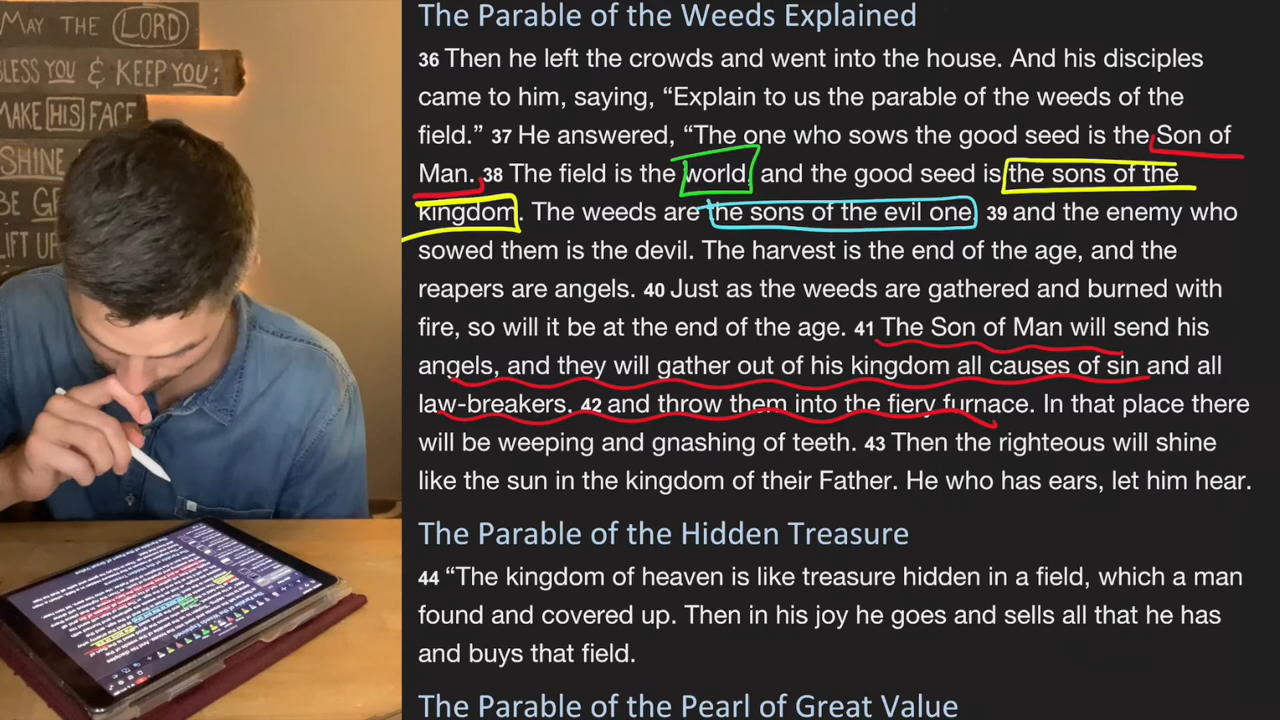 MAY THE LORD
BLESS YOU & KEEP YOU;
MAKE HIS FACE
SHINE
BE
LIFT UP
The Parable of the Weeds Explained
36 Then he left the crowds and went into the house. And his disciples
came to him, saying, “Explain to us the parable of the weeds of the
field.” 37 He answered, “The one who sows the good seed is the Son of
Man. 38 The field is the world, and the good seed is the sons of the
kingdom. The weeds are the sons of the evil one, 39 and the enemy who
sowed them is the devil. The harvest is the end of the age, and the
reapers are angels. 40 Just as the weeds are gathered and burned with
fire, so will it be at the end of the age. 41 The Son of Man will send his
angels, and they will gather out of his kingdom all causes of sin and all
law-breakers, 42 and throw them into the fiery furnace. In that place there
will be weeping and gnashing of teeth. 43 Then the righteous will shine
like the sun in the kingdom of their Father. He who has ears, let him hear.
The Parable of the Hidden Treasure
44 “The kingdom of heaven is like treasure hidden in a field, which a man
found and covered up. Then in his joy he goes and sells all that he has
and buys that field.
The Parable of the Pearl of Great Value